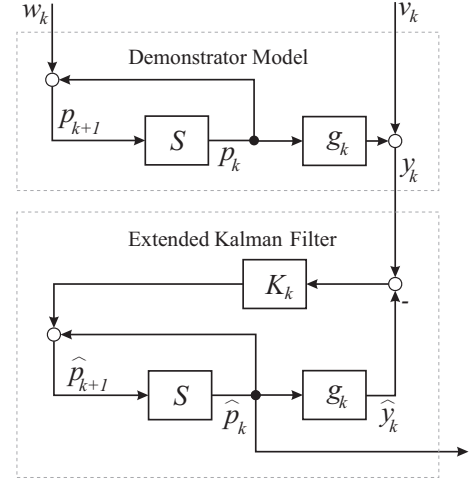 w_k
v_k
Demonstrator Model
p_{k+1}
S
p_k
g_k
y_k
Extended Kalman Filter
K_k
-
\hat{p}_{k+1}
S
\hat{p}_k
g_k
\hat{y}_k